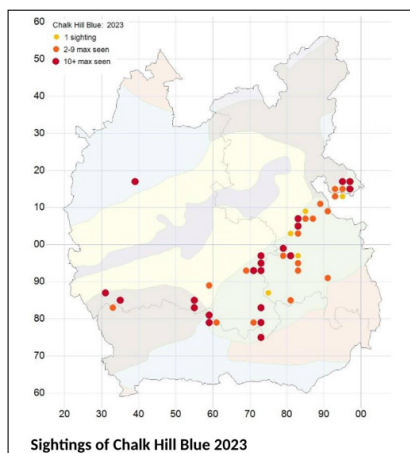 Chalk Hill Blue: 2023
1 sighting
2-9 max seen
10+ max seen
60
50
40
30
20
10
00
90
80
70
60
20 30 40 50 60 70 80 90 00
Sightings of Chalk Hill Blue 2023